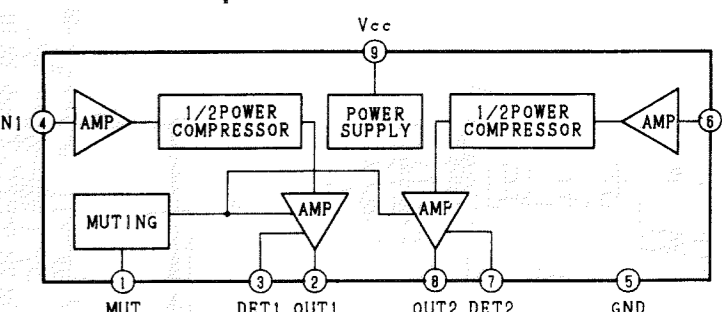 Vcc
9
N1 4 AMP 1/2POWER COMPRESSOR POWER SUPPLY 1/2POWER COMPRESSOR AMP 6
MUTING AMP AMP
1 3 2 8 7 5
MUT DET1 OUT1 OUT2 DET2 GND